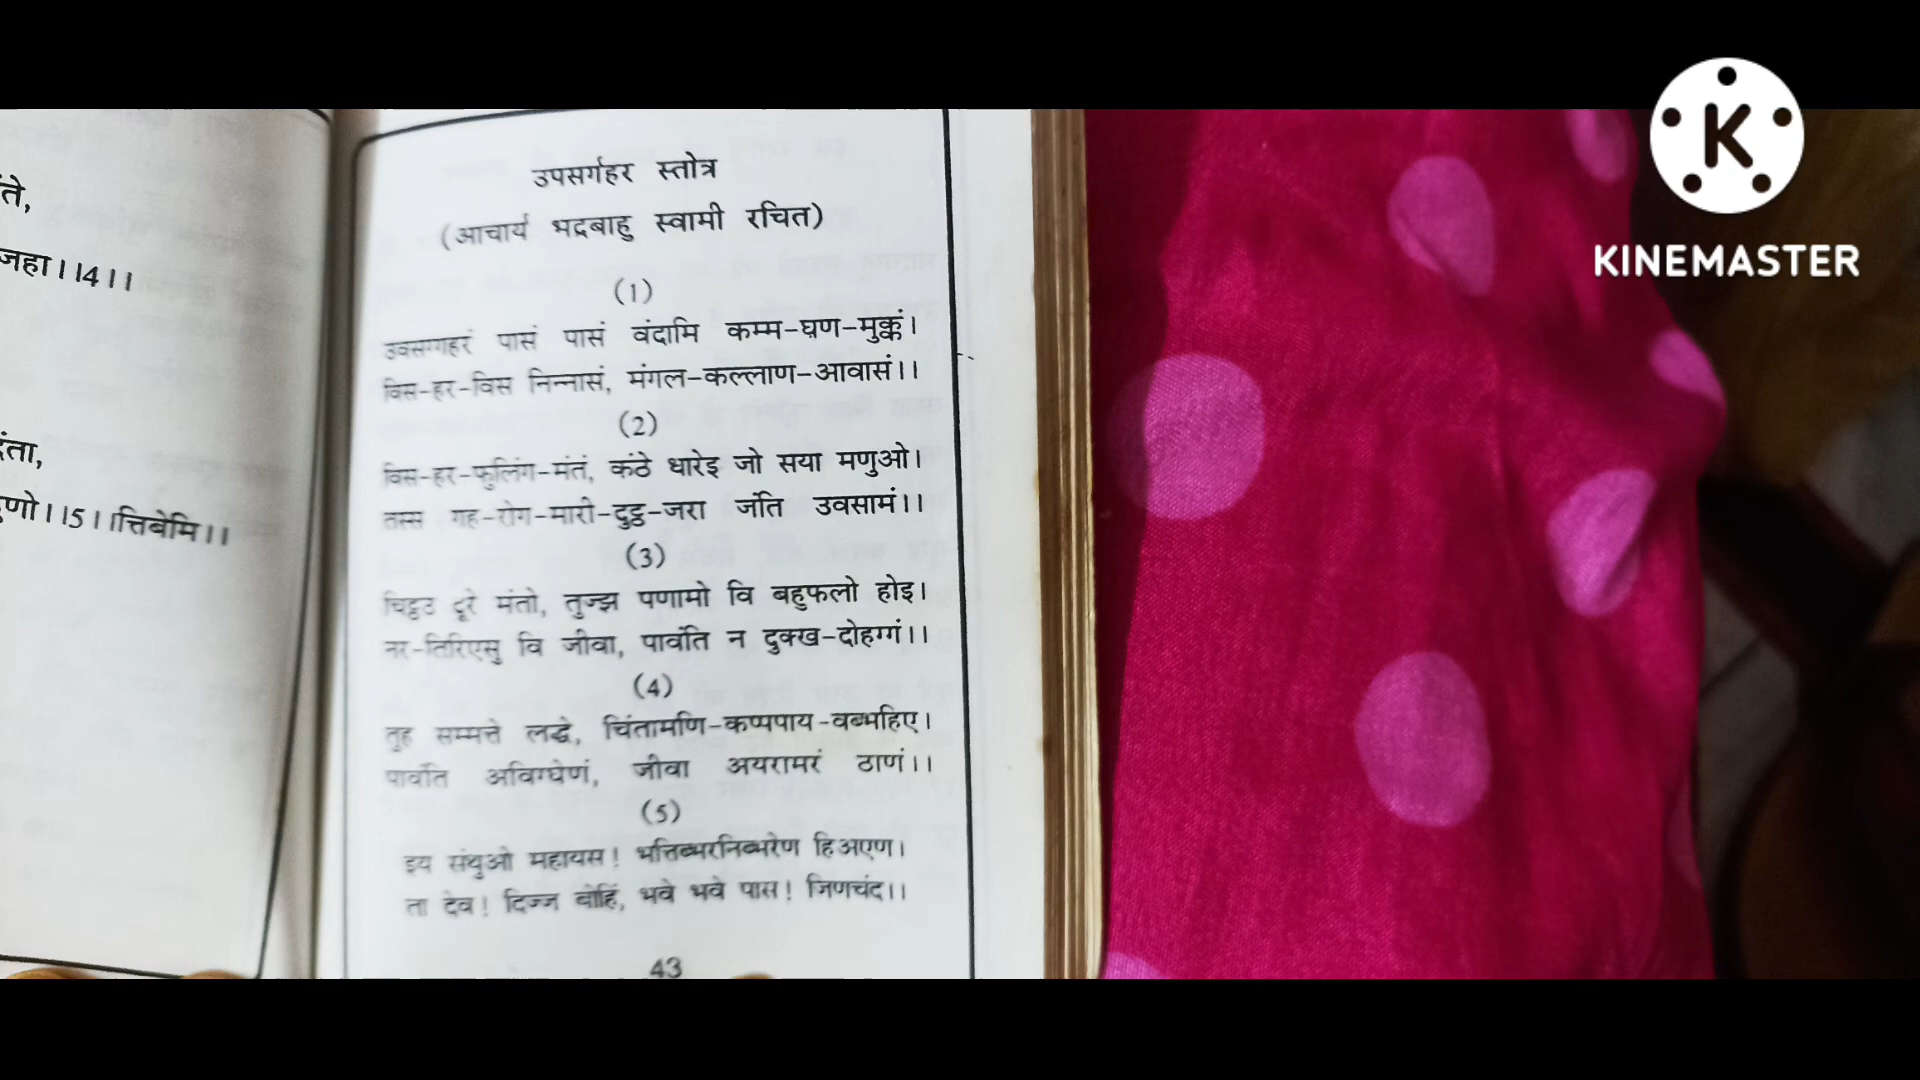 ते,
जहा।।4।।
दंता,
णो।।5।।त्तिबेमि।।
उपसर्गहर स्तोत्र
(आचार्य भद्रबाहु स्वामी रचित)
(1)
उवसग्गहरं पासं पासं वंदामि कम्म-घण-मुक्कं।
विस-हर-विस निन्नासं, मंगल-कल्लाण-आवासं।।
(2)
विस-हर-फुलिंग-मंतं, कंठे धारेइ जो सया मणुओ।
तस्स गह-रोग-मारी-दुट्ठ-जरा जंति उवसामं।।
(3)
चिट्ठउ दूरे मंतो, तुज्झ पणामो वि बहुफलो होइ।
नर-तिरिएसु वि जीवा, पावंति न दुक्ख-दोहग्गं।।
(4)
तुह सम्मत्ते लद्धे, चिंतामणि-कप्पपाय-वब्भहिए।
पावंति अविग्घेणं, जीवा अयरामरं ठाणं।।
(5)
इय संथुओ महायस! भत्तिब्भरनिब्भरेण हिअएण।
ता देव! दिज्ज बोहिं, भवे भवे पास! जिणचंद।।
43
KINEMASTER